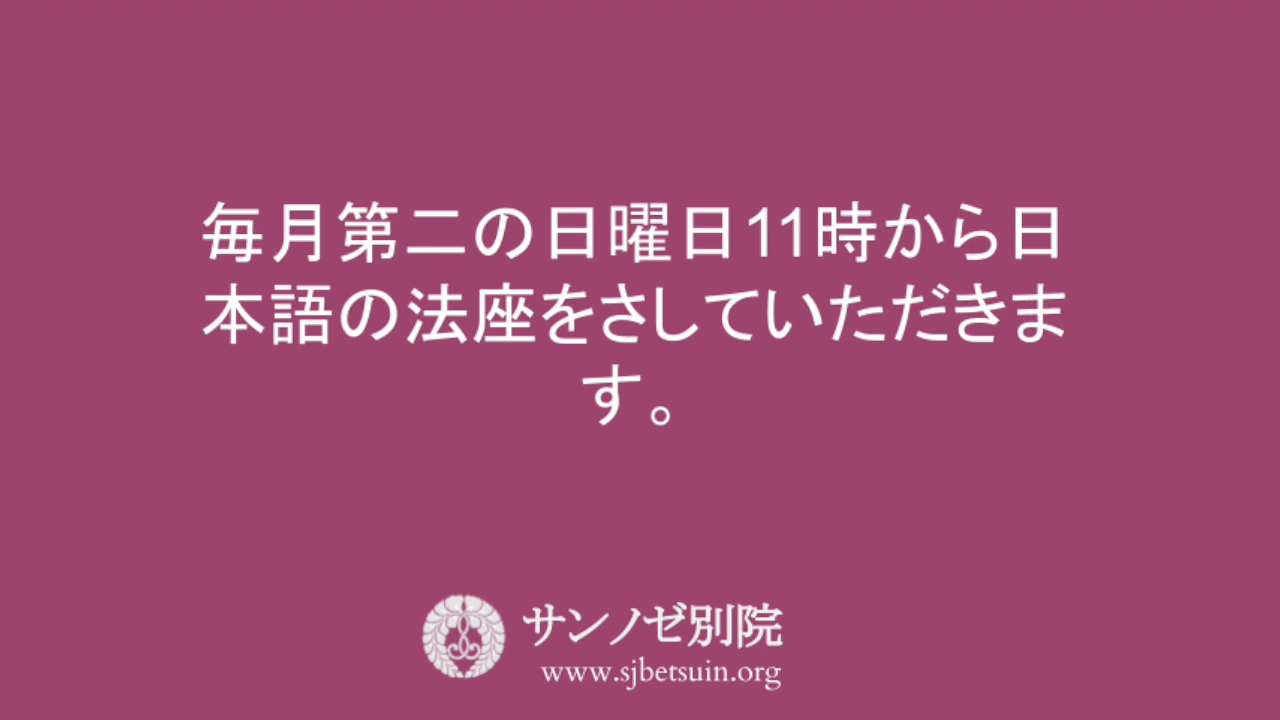 毎月第二の日曜日11時から日
本語の法座をさしていただきま
す。
サンノゼ別院
www.sjbetsuin.org